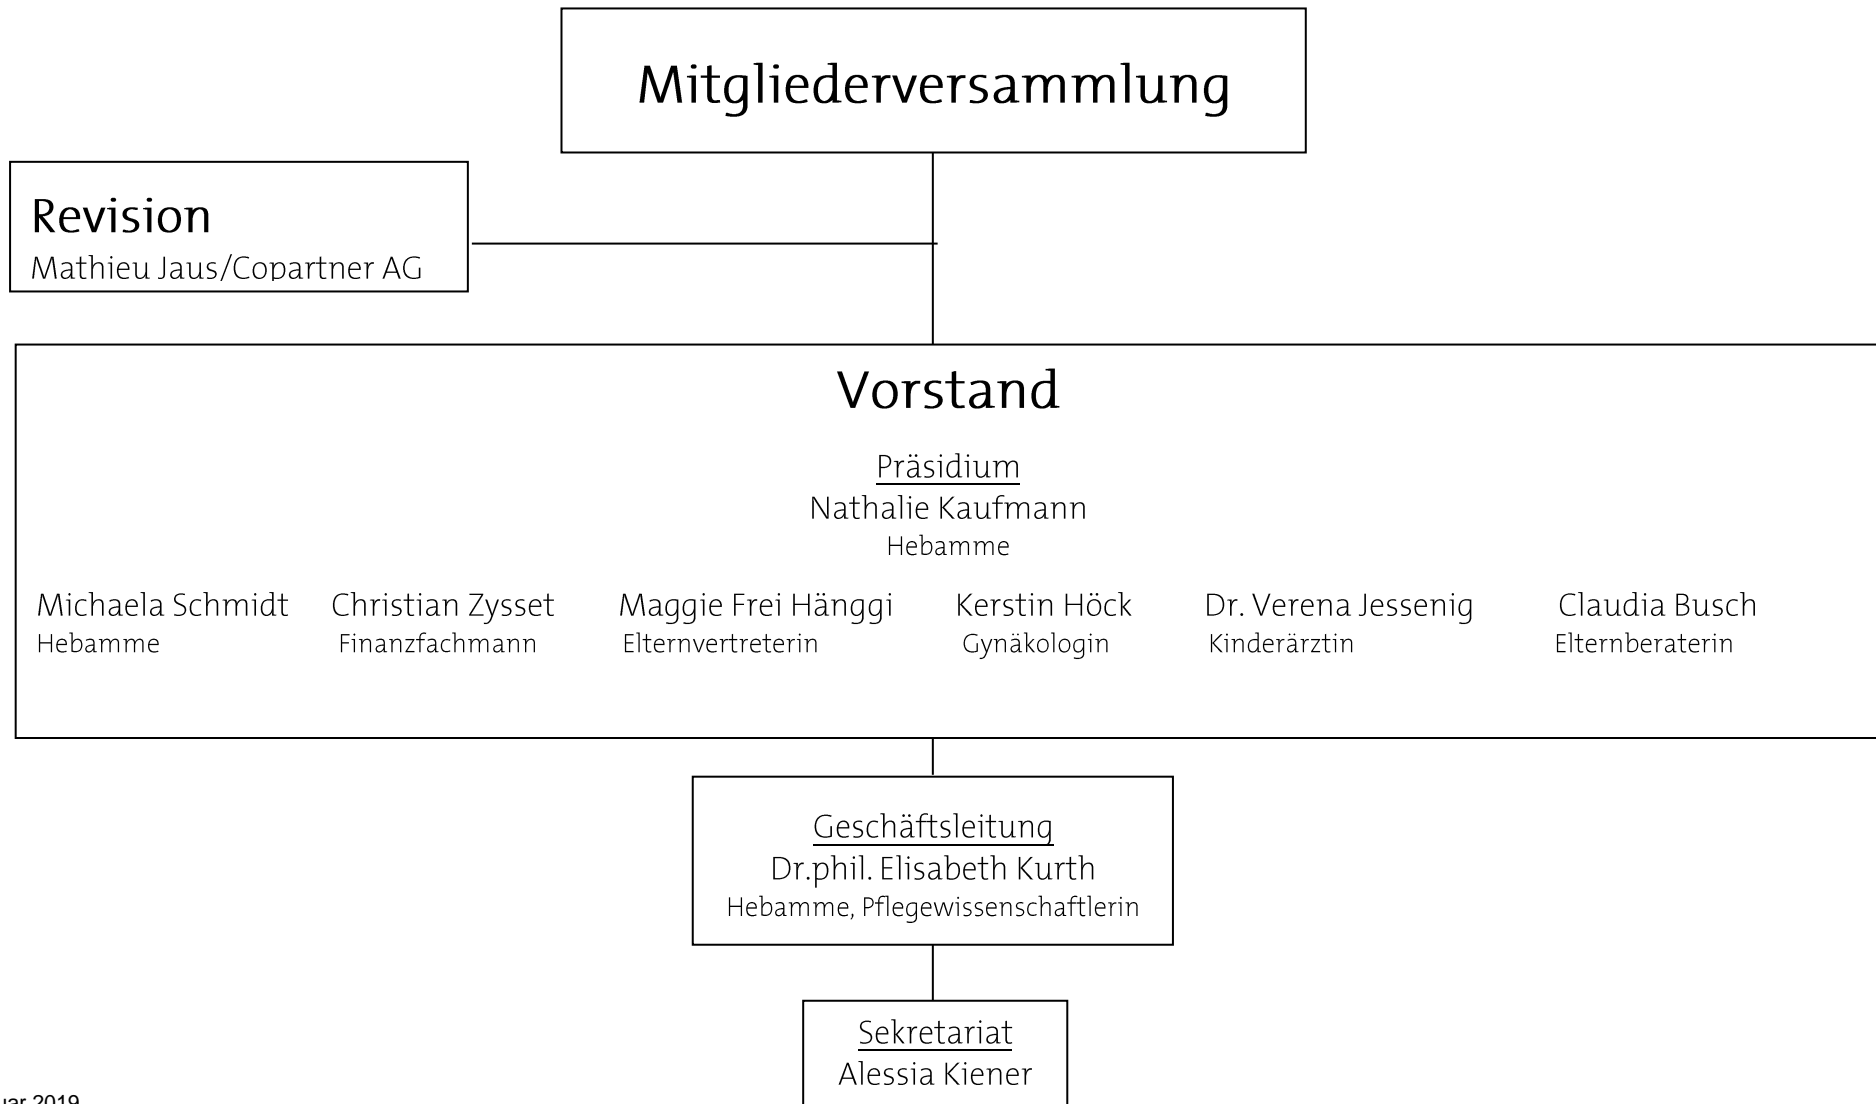 Mitgliederversammlung
Revision
Mathieu Jaus/Copartner AG
Vorstand
Präsidium
Nathalie Kaufmann
Hebamme
Michaela Schmidt Christian Zysset Maggie Frei Hänggi Kerstin Höck Dr. Verena Jessenig Claudia Busch
Hebamme Finanzfachmann Elternvertreterin Gynäkologin Kinderärztin Elternberaterin
Geschäftsleitung
Dr.phil. Elisabeth Kurth
Hebamme, Pflegewissenschaftlerin
Sekretariat
Alessia Kiener
2019